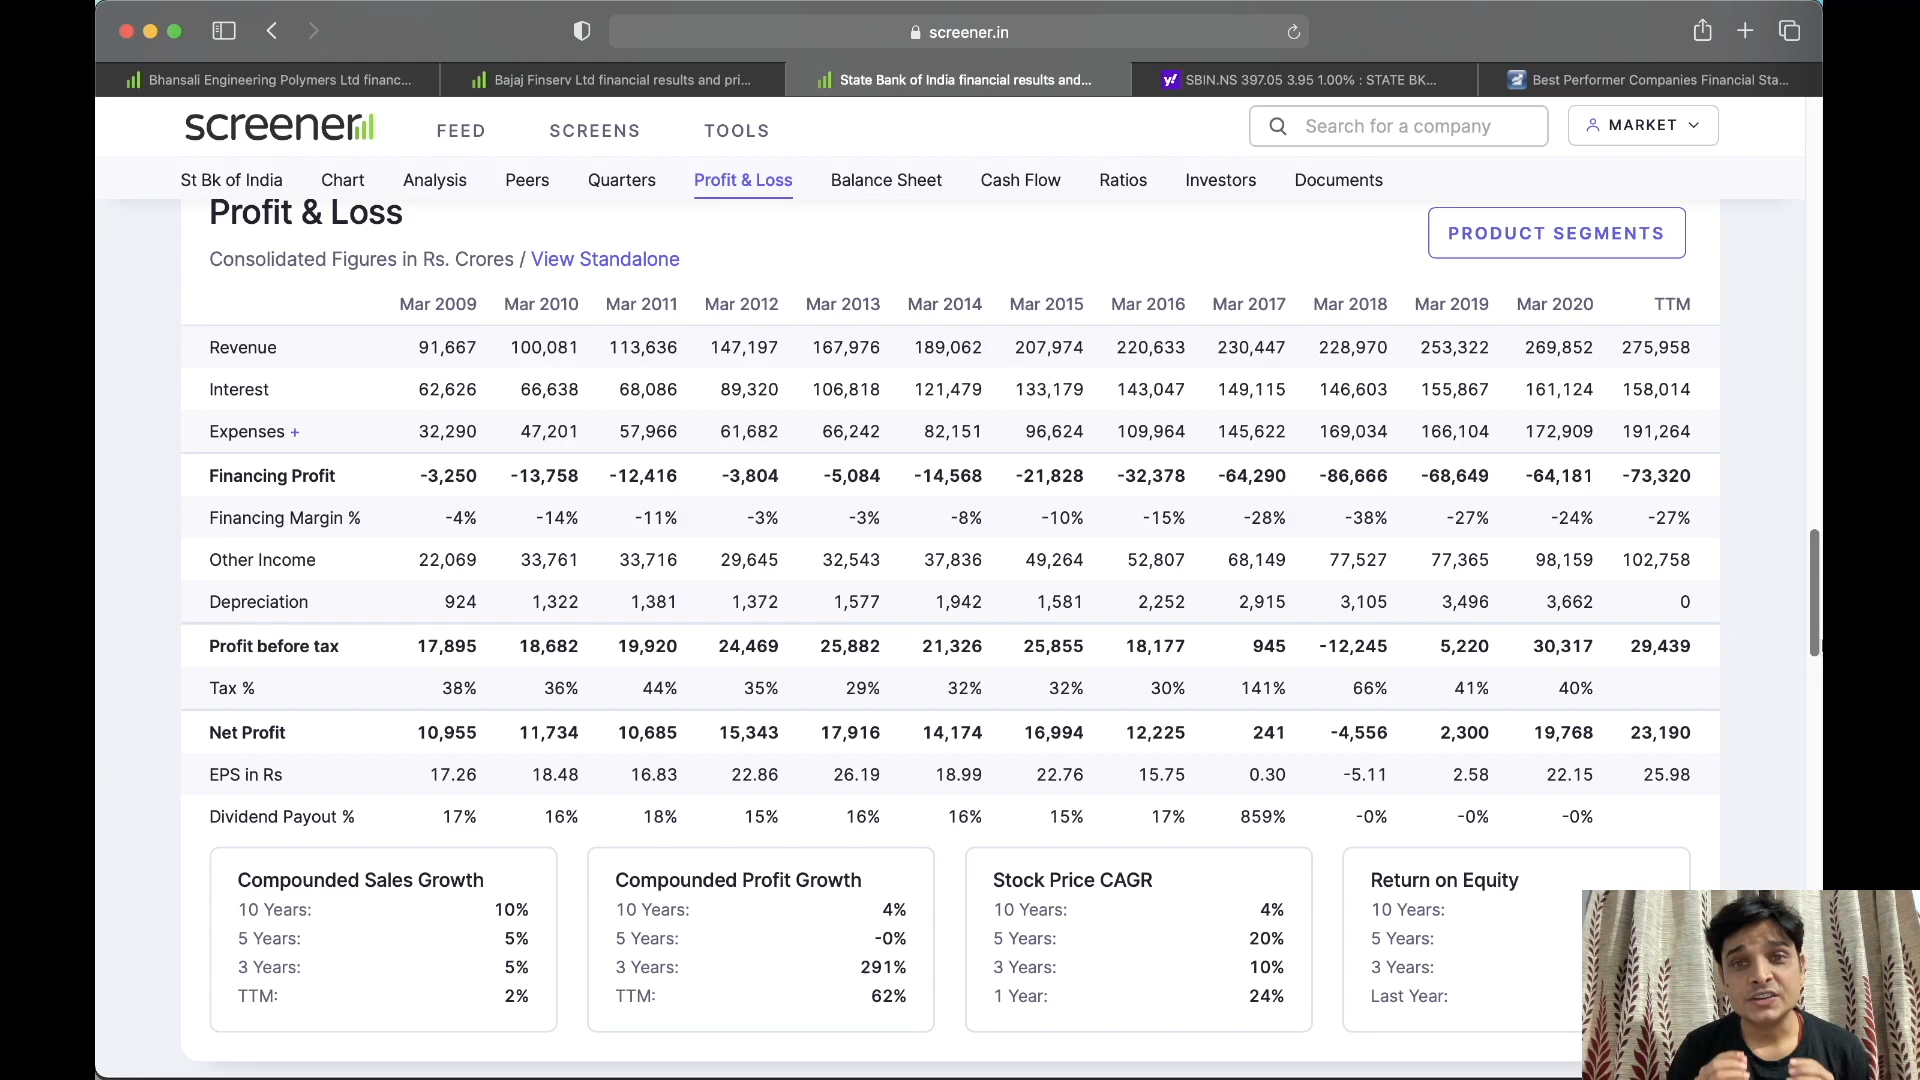 screener.in
Bhansali Engineering Polymers Ltd financ...
Bajaj Finserv Ltd financial results and pri...
State Bank of India financial results and...
SBIN.NS 397.05 3.95 1.00% : STATE BK...
Best Performer Companies Financial Sta...
screener
FEED SCREENS TOOLS
Search for a company
MARKET
St Bk of India Chart Analysis Peers Quarters Profit & Loss Balance Sheet Cash Flow Ratios Investors Documents
Profit & Loss
PRODUCT SEGMENTS
Consolidated Figures in Rs. Crores / View Standalone
Mar 2009 Mar 2010 Mar 2011 Mar 2012 Mar 2013 Mar 2014 Mar 2015 Mar 2016 Mar 2017 Mar 2018 Mar 2019 Mar 2020 TTM
Revenue 91,667 100,081 113,636 147,197 167,976 189,062 207,974 220,633 230,447 228,970 253,322 269,852 275,958
Interest 62,626 66,638 68,086 89,320 106,818 121,479 133,179 143,047 149,115 146,603 155,867 161,124 158,014
Expenses + 32,290 47,201 57,966 61,682 66,242 82,151 96,624 109,964 145,622 169,034 166,104 172,909 191,264
Financing Profit -3,250 -13,758 -12,416 -3,804 -5,084 -14,568 -21,828 -32,378 -64,290 -86,666 -68,649 -64,181 -73,320
Financing Margin % -4% -14% -11% -3% -3% -8% -10% -15% -28% -38% -27% -24% -27%
Other Income 22,069 33,761 33,716 29,645 32,543 37,836 49,264 52,807 68,149 77,527 77,365 98,159 102,758
Depreciation 924 1,322 1,381 1,372 1,577 1,942 1,581 2,252 2,915 3,105 3,496 3,662 0
Profit before tax 17,895 18,682 19,920 24,469 25,882 21,326 25,855 18,177 945 -12,245 5,220 30,317 29,439
Tax % 38% 36% 44% 35% 29% 32% 32% 30% 141% 66% 41% 40%
Net Profit 10,955 11,734 10,685 15,343 17,916 14,174 16,994 12,225 241 -4,556 2,300 19,768 23,190
EPS in Rs 17.26 18.48 16.83 22.86 26.19 18.99 22.76 15.75 0.30 -5.11 2.58 22.15 25.98
Dividend Payout % 17% 16% 18% 15% 16% 16% 15% 17% 859% -0% -0% -0%
Compounded Sales Growth
10 Years: 10%
5 Years: 5%
3 Years: 5%
TTM: 2%
Compounded Profit Growth
10 Years: 4%
5 Years: -0%
3 Years: 291%
TTM: 62%
Stock Price CAGR
10 Years: 4%
5 Years: 20%
3 Years: 10%
1 Year: 24%
Return on Equity
10 Years:
5 Years:
3 Years:
Last Year: